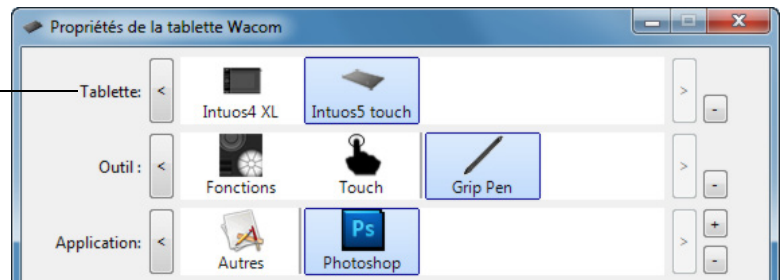 Propriétés de la tablette Wacom
Tablette: < Intuos4 XL Intuos5 touch > -
Outil : < Fonctions Touch Grip Pen > -
Application: < Autres Ps Photoshop > + -